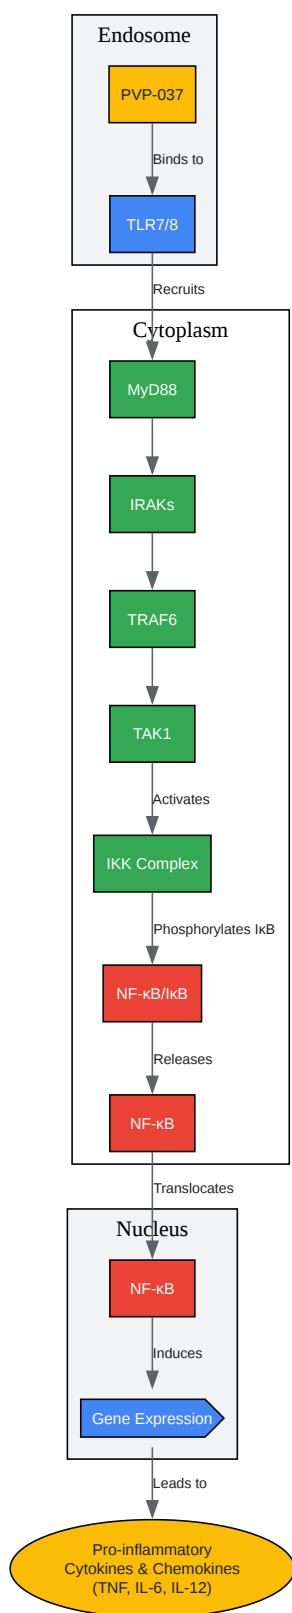 Endosome
PVP-037
Binds to
TLR7/8
Recruits
Cytoplasm
MyD88
IRAKs
TRAF6
TAK1
Activates
IKK Complex
Phosphorylates IκB
NF-κB/IκB
Releases
NF-κB
Translocates
Nucleus
NF-κB
Induces
Gene Expression
Leads to
Pro-inflammatory
Cytokines & Chemokines
(TNF, IL-6, IL-12)